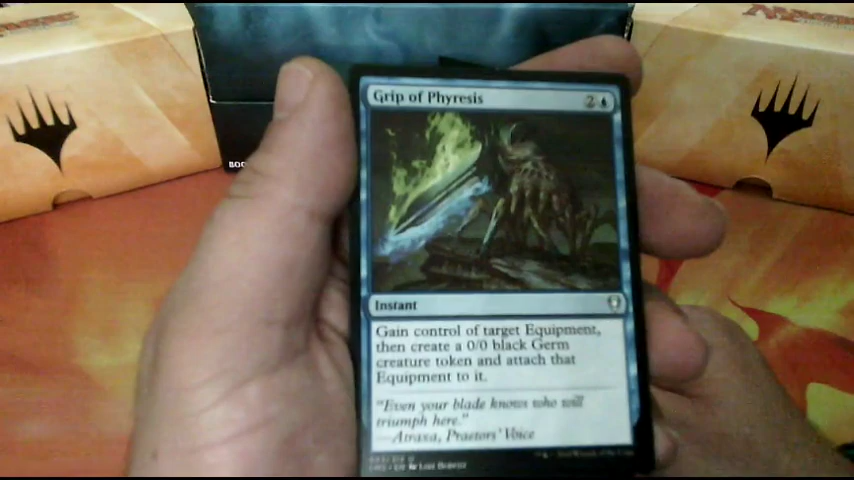 Grip of Phyresis 2
Instant
Gain control of target Equipment,
then create a 0/0 black Germ
creature token and attach that
Equipment to it.
"Even your blade knows who will
triumph here."
—Atraxa, Praetors' Voice